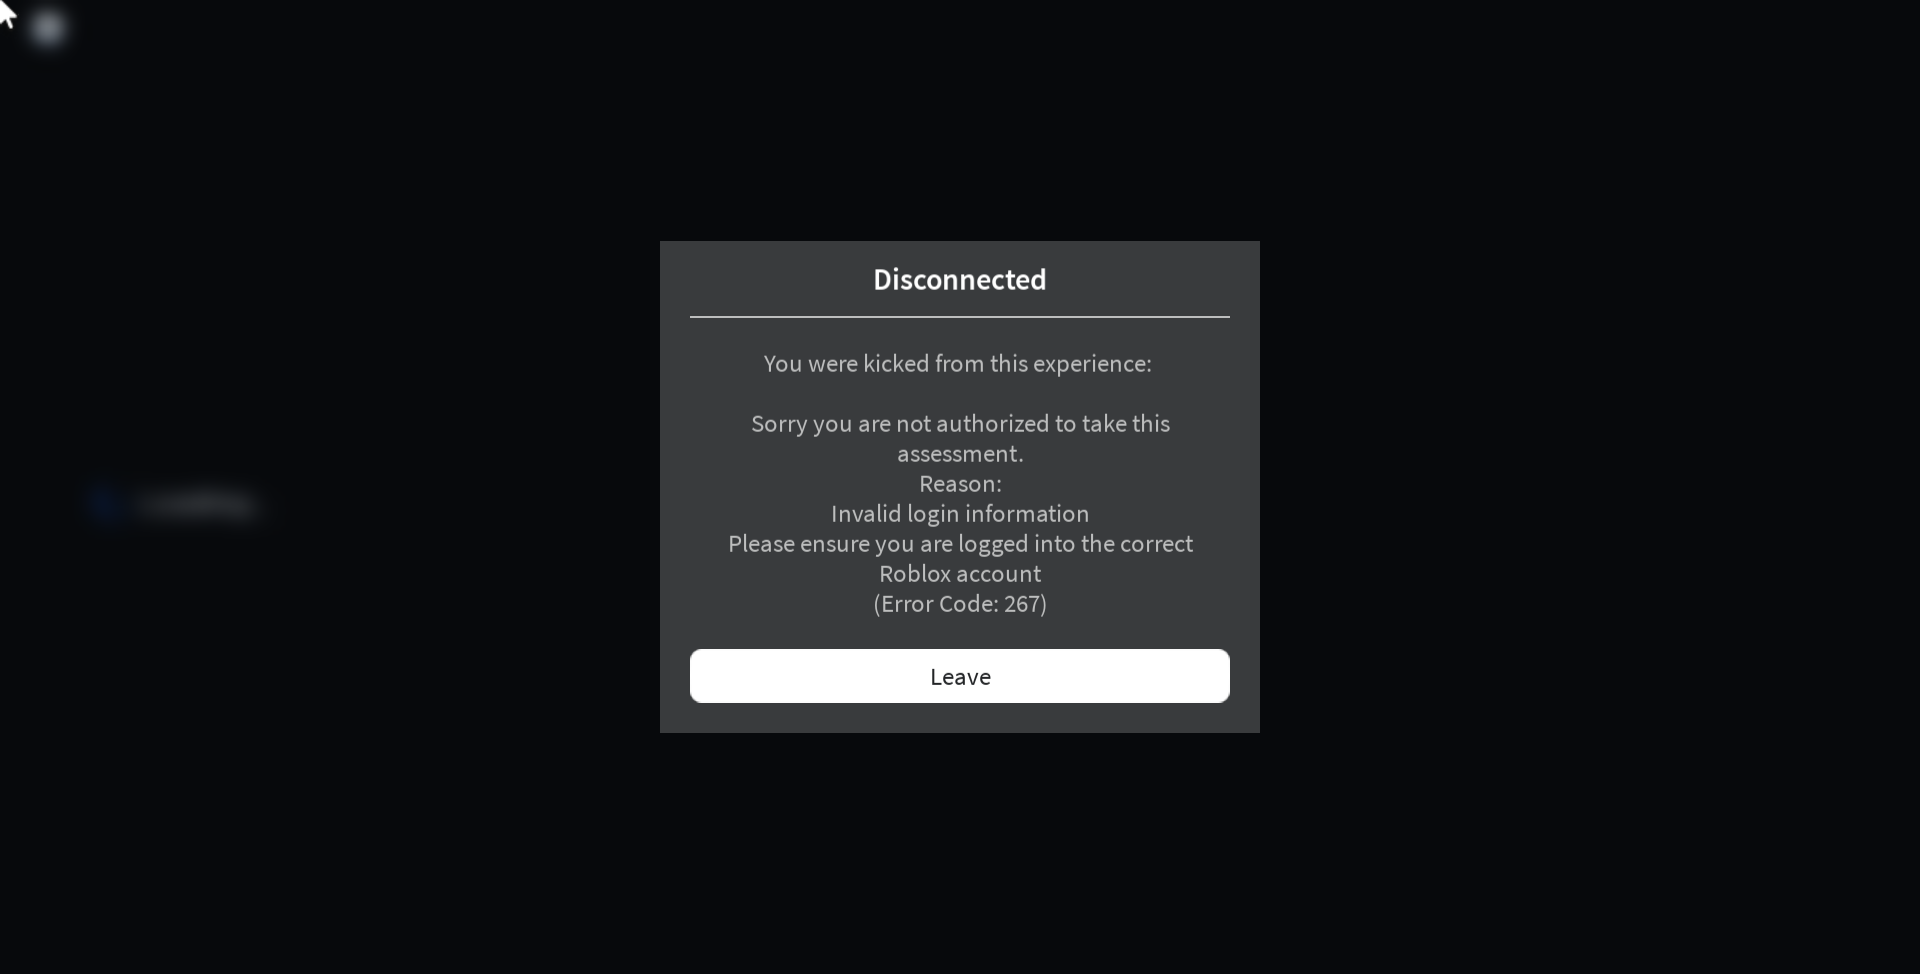 Disconnected
You were kicked from this experience:
Sorry you are not authorized to take this
assessment.
Reason:
Invalid login information
Please ensure you are logged into the correct
Roblox account
(Error Code: 267)
Leave